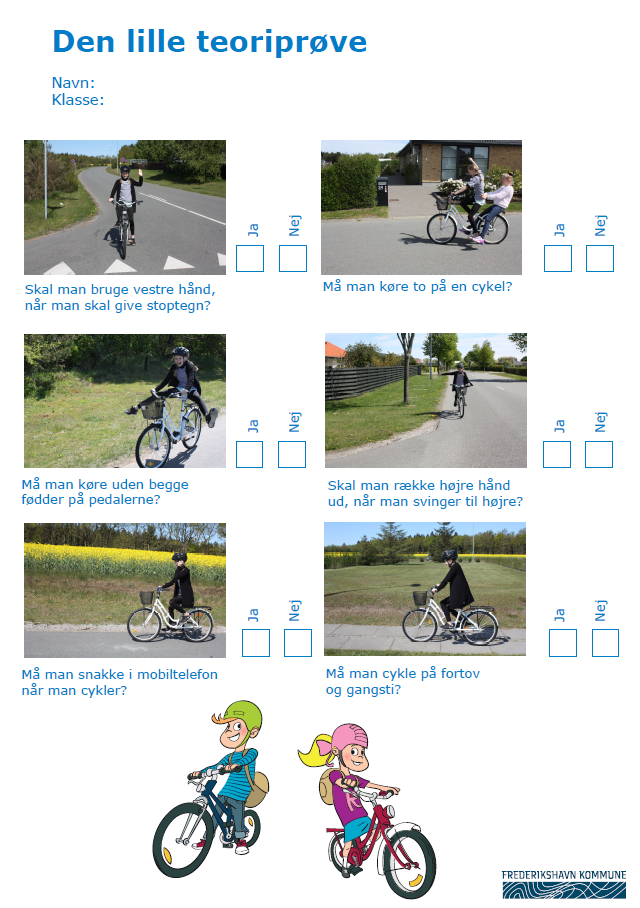 Den lille teoriprøve
Navn:
Klasse:
Ja
Nej
Skal man bruge vestre hånd,
når man skal give stoptegn?
Ja
Nej
Må man køre to på en cykel?
Ja
Nej
Må man køre uden begge
fødder på pedalerne?
Ja
Nej
Skal man række højre hånd
ud, når man svinger til højre?
Ja
Nej
Må man snakke i mobiltelefon
når man cykler?
Ja
Nej
Må man cykle på fortov
og gangsti?
FREDERIKSHAVN KOMMUNE